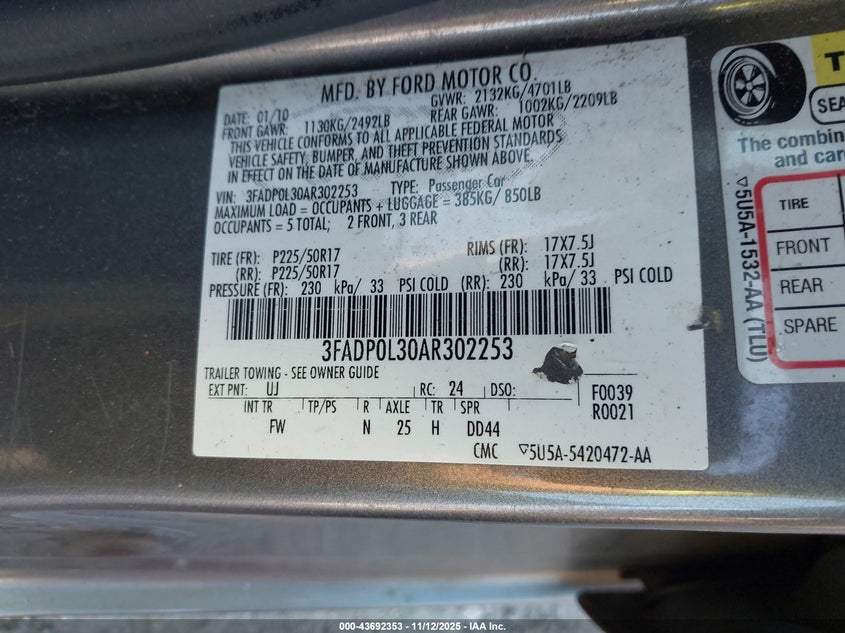 MFD. BY FORD MOTOR CO.
DATE: 01/10 GVWR: 2132KG/4701LB
FRONT GAWR: 1130KG/2492LB REAR GAWR: 1002KG/2209LB
THIS VEHICLE CONFORMS TO ALL APPLICABLE FEDERAL MOTOR
VEHICLE SAFETY, BUMPER, AND THEFT PREVENTION STANDARDS
IN EFFECT ON THE DATE OF MANUFACTURE SHOWN ABOVE.
VIN: 3FADP0L30AR302253 TYPE: Passenger Car
MAXIMUM LOAD = OCCUPANTS + LUGGAGE = 385KG/ 850LB
OCCUPANTS = 5 TOTAL; 2 FRONT, 3 REAR
TIRE (FR): P225/50R17 RIMS (FR): 17X7.5J
(RR): P225/50R17 (RR): 17X7.5J
PRESSURE (FR): 230 kPa/ 33 PSI COLD (RR): 230 kPa/ 33 PSI COLD
3FADP0L30AR302253
TRAILER TOWING - SEE OWNER GUIDE
EXT PNT: UJ RC: 24 DSO: F0039
INT TR TP/PS R AXLE TR SPR R0021
FW N 25 H DD44
CMC ▽5U5A-5420472-AA
T
SEA
The combin
and car
TIRE
FRONT
REAR
SPARE
▽5U5A-1532-AA (TLU)
000-43692353 — 11/12/2025 — IAA Inc.